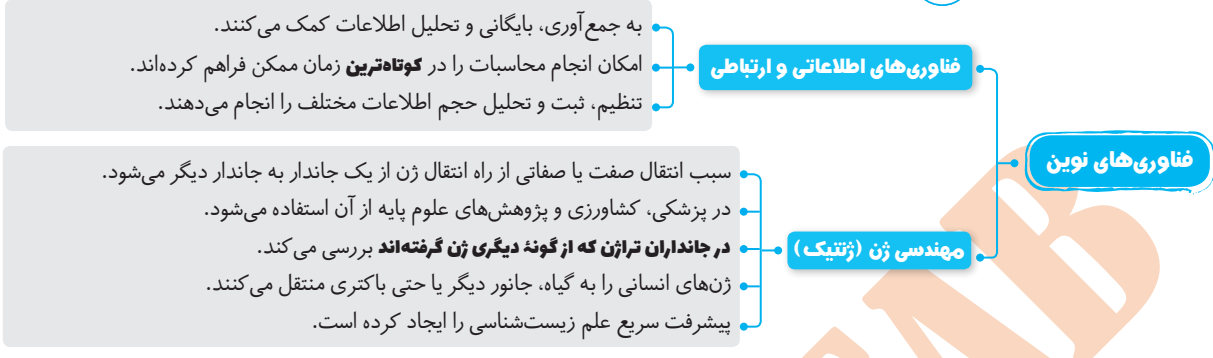 فناوری‌های نوین
فناوری‌های اطلاعاتی و ارتباطی
به جمع‌آوری، بایگانی و تحلیل اطلاعات کمک می‌کنند.
امکان انجام محاسبات را در کوتاه‌ترین زمان ممکن فراهم کرده‌اند.
تنظیم، ثبت و تحلیل حجم اطلاعات مختلف را انجام می‌دهند.
مهندسی ژن (ژنتیک)
سبب انتقال صفت یا صفاتی از راه انتقال ژن از یک جاندار به جاندار دیگر می‌شود.
در پزشکی، کشاورزی و پژوهش‌های علوم پایه از آن استفاده می‌شود.
در جانداران تراژن که از گونهٔ دیگری ژن گرفته‌اند بررسی می‌کند.
ژن‌های انسانی را به گیاه، جانور دیگر یا حتی باکتری منتقل می‌کنند.
پیشرفت سریع علم زیست‌شناسی را ایجاد کرده است.